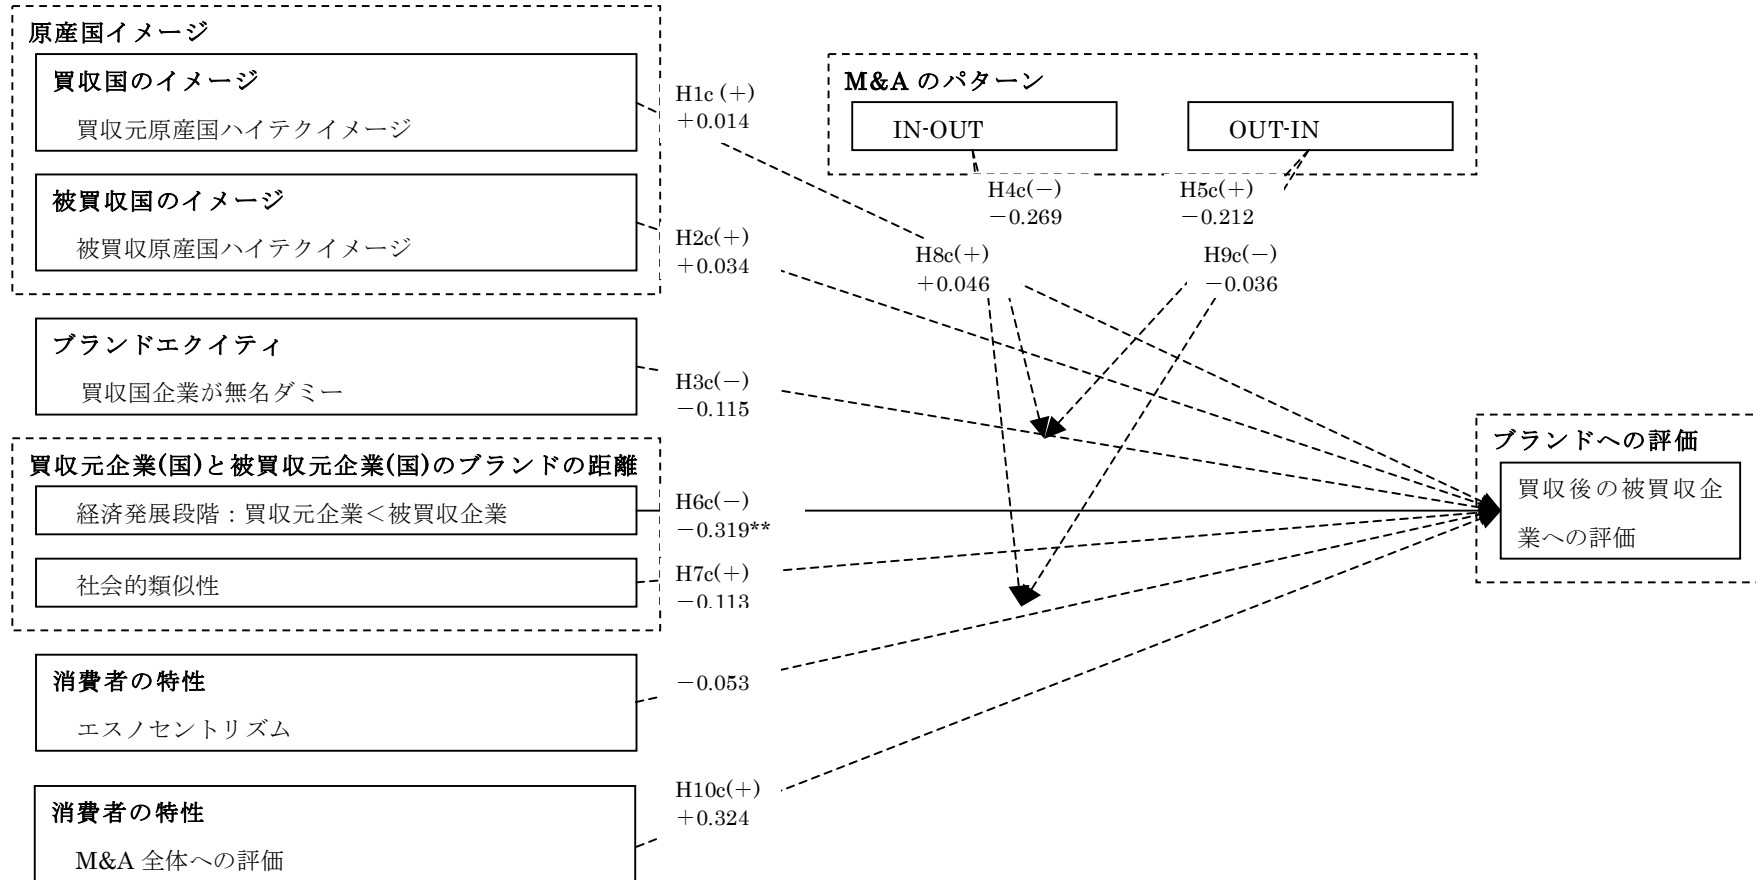 原産国イメージ
買収国のイメージ
買収元原産国ハイテクイメージ
H1c (+)
+0.014
被買収国のイメージ
被買収原産国ハイテクイメージ
H2c(+)
+0.034
M&A のパターン
IN-OUT
OUT-IN
H4c(−)
−0.269
H5c(+)
−0.212
H8c(+)
+0.046
H9c(−)
−0.036
ブランドエクイティ
買収国企業が無名ダミー
H3c(−)
−0.115
買収元企業(国)と被買収元企業(国)のブランドの距離
経済発展段階：買収元企業＜被買収企業
H6c(−)
−0.319**
社会的類似性
H7c(+)
−0.113
ブランドへの評価
買収後の被買収企
業への評価
消費者の特性
エスノセントリズム
−0.053
消費者の特性
M&A 全体への評価
H10c(+)
+0.324